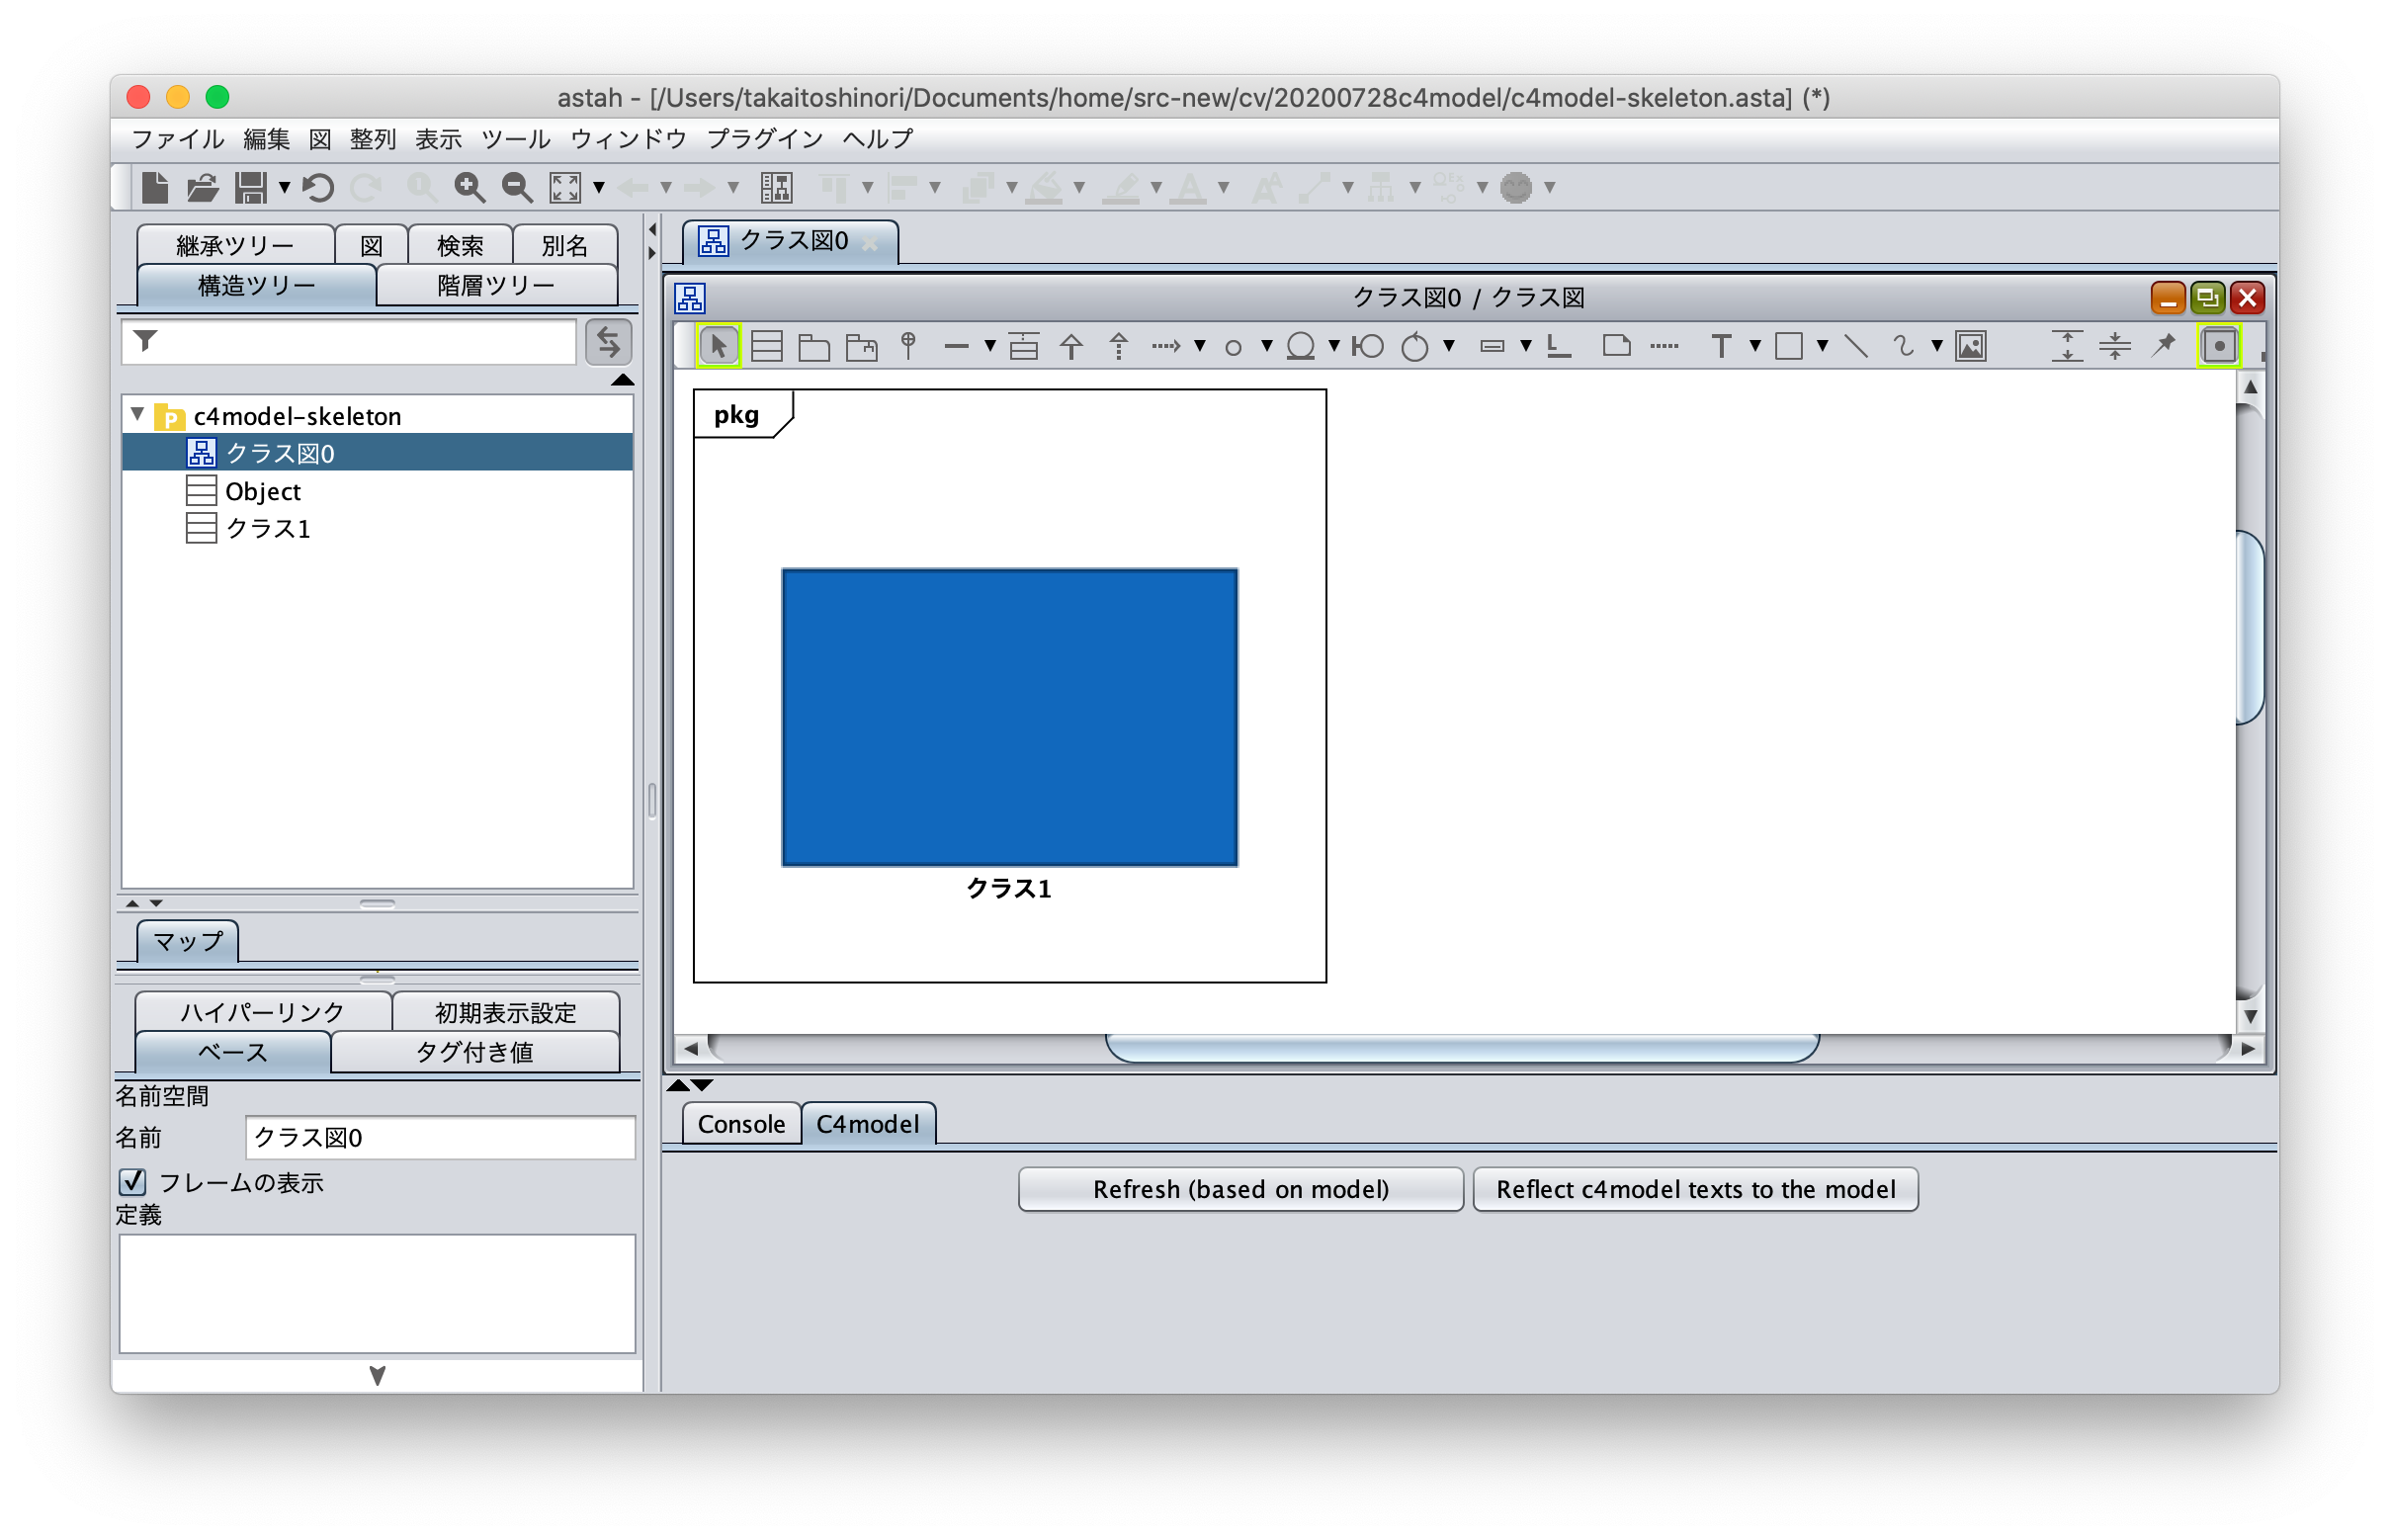 astah - [/Users/takaitoshinori/Documents/home/src-new/cv/20200728c4model/c4model-skeleton.asta] (*)
ファイル 編集 図 整列 表示 ツール ウィンドウ プラグイン ヘルプ
継承ツリー 図 検索 別名
構造ツリー 階層ツリー
c4model-skeleton
クラス図0
Object
クラス1
マップ
ハイパーリンク 初期表示設定
ベース タグ付き値
名前空間
名前 クラス図0
フレームの表示
定義
クラス図0
クラス図0 / クラス図
pkg
クラス1
Console C4model
Refresh (based on model) Reflect c4model texts to the model